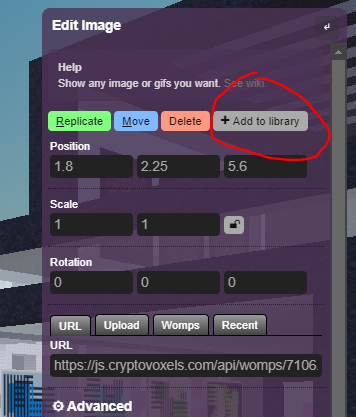 Edit Image
Help
Show any image or gifs you want. See wiki.
Replicate Move Delete + Add to library
Position
1.8 2.25 5.6
Scale
1 1
Rotation
0 0 0
URL Upload Womps Recent
URL
https://js.cryptovoxels.com/api/womps/7106
Advanced